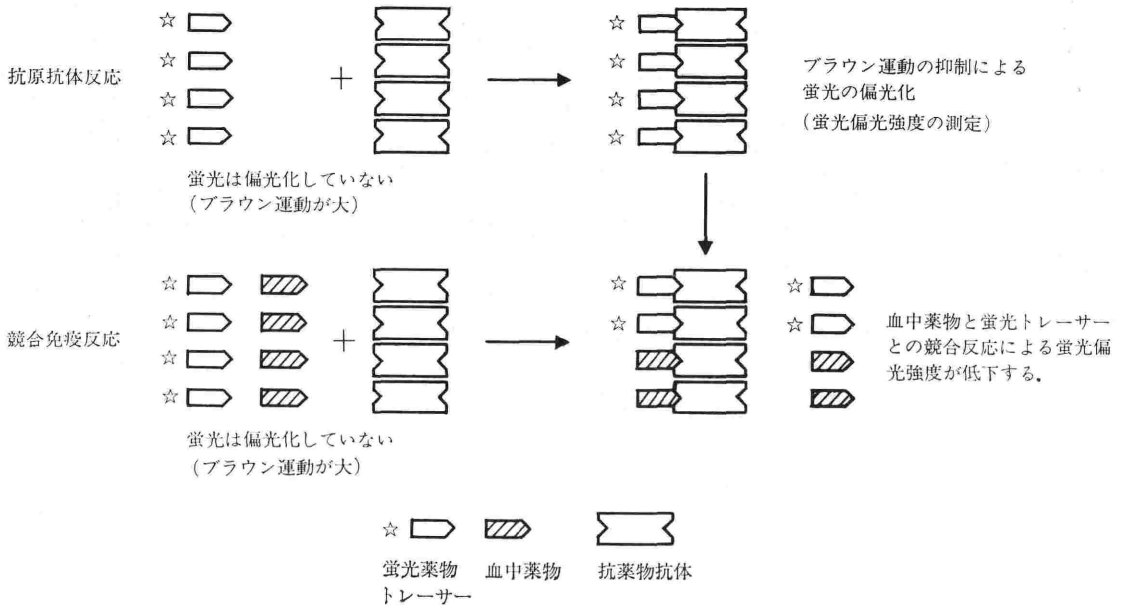 抗原抗体反応
蛍光は偏光化していない
(ブラウン運動が大)
ブラウン運動の抑制による
蛍光の偏光化
(蛍光偏光強度の測定)
競合免疫反応
蛍光は偏光化していない
(ブラウン運動が大)
血中薬物と蛍光トレーサー
との競合反応による蛍光偏
光強度が低下する.
蛍光薬物
トレーサー
血中薬物
抗薬物抗体